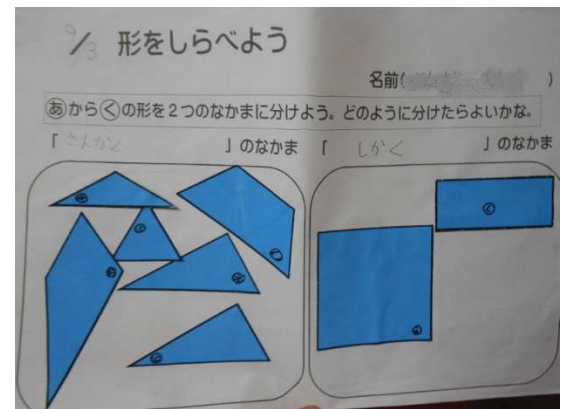 9/3 形をしらべよう
名前( )
あからくの形を2つのなかまに分けよう。どのように分けたらよいかな。
「さんかく」のなかま 「しかく」のなかま
く